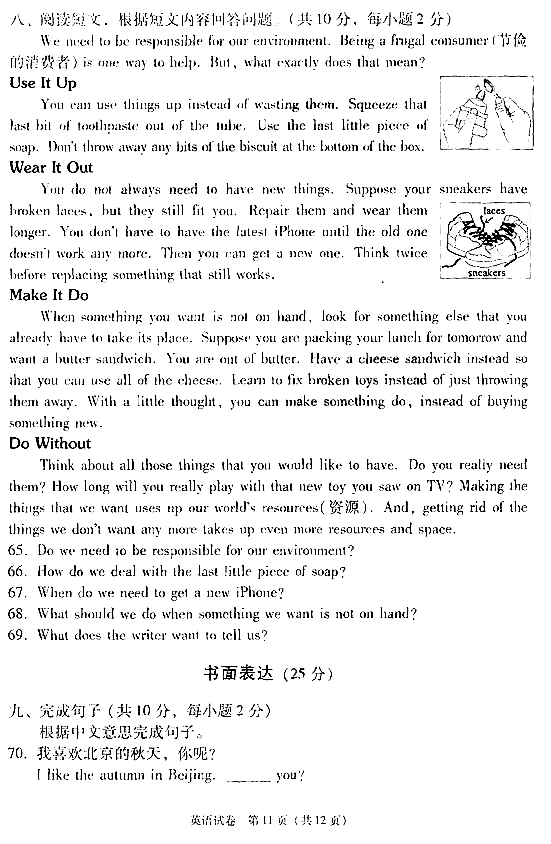 八、阅读短文，根据短文内容回答问题。（共10分，每小题2分）
We need to be responsible for our environment. Being a frugal consumer(节俭
的消费者) is one way to help. But, what exactly does that mean?
Use It Up
You can use things up instead of wasting them. Squeeze that
last bit of toothpaste out of the tube. Use the last little piece of
soap. Don't throw away any bits of the biscuit at the bottom of the box.
Wear It Out
You do not always need to have new things. Suppose your sneakers have
broken laces, but they still fit you. Repair them and wear them
longer. You don't have to have the latest iPhone until the old one
doesn't work any more. Then you can get a new one. Think twice
before replacing something that still works.
laces
sneakers
Make It Do
When something you want is not on hand, look for something else that you
already have to take its place. Suppose you are packing your lunch for tomorrow and
want a butter sandwich. You are out of butter. Have a cheese sandwich instead so
that you can use all of the cheese. Learn to fix broken toys instead of just throwing
them away. With a little thought, you can make something do, instead of buying
something new.
Do Without
Think about all those things that you would like to have. Do you really need
them? How long will you really play with that new toy you saw on TV? Making the
things that we want uses up our world's resources(资源). And, getting rid of the
things we don't want any more takes up even more resources and space.
65. Do we need to be responsible for our environment?
66. How do we deal with the last little piece of soap?
67. When do we need to get a new iPhone?
68. What should we do when something we want is not on hand?
69. What does the writer want to tell us?
书面表达（25分）
九、完成句子（共10分，每小题2分）
根据中文意思完成句子。
70. 我喜欢北京的秋天，你呢？
I like the autumn in Beijing. ______ you?
英语试卷 第11页（共12页）